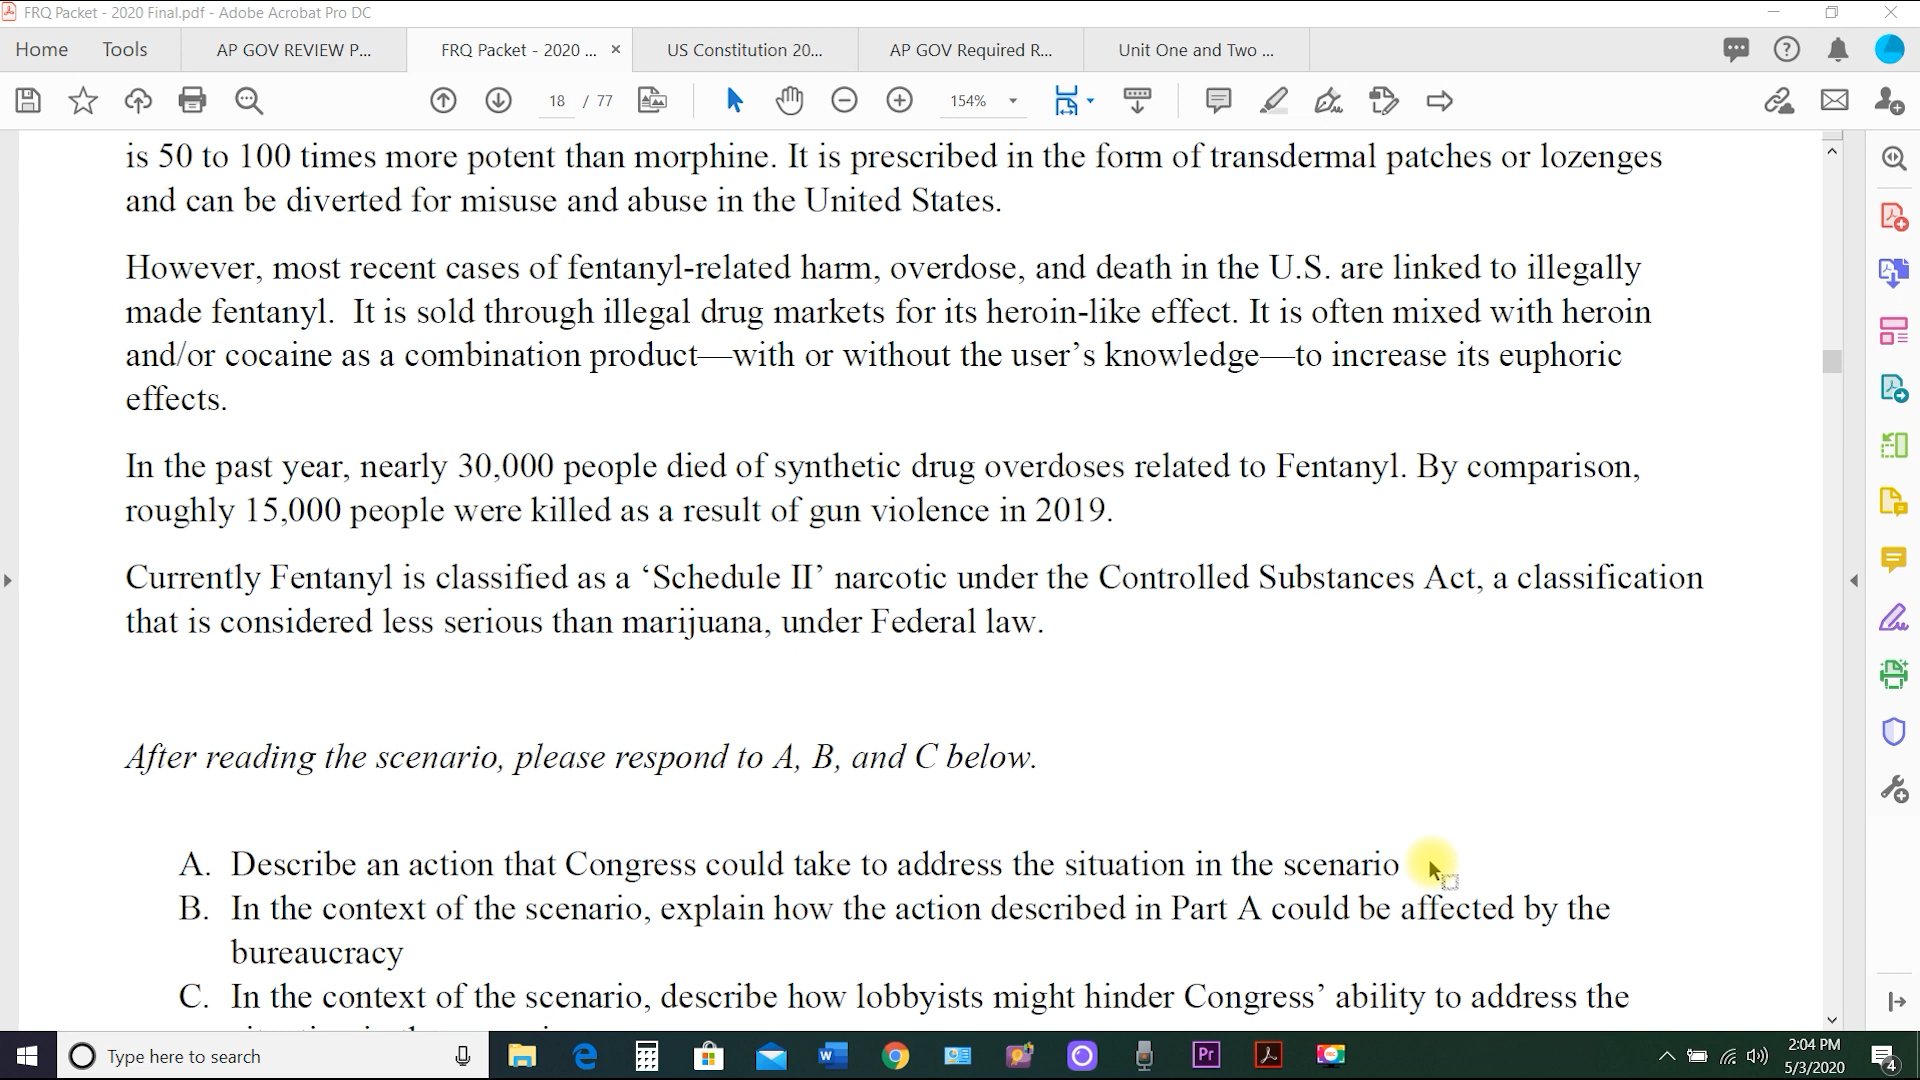 FRQ Packet - 2020 Final.pdf - Adobe Acrobat Pro DC
Home Tools AP GOV REVIEW P... FRQ Packet - 2020 ... × US Constitution 20... AP GOV Required R... Unit One and Two ...
18 / 77 154%
is 50 to 100 times more potent than morphine. It is prescribed in the form of transdermal patches or lozenges
and can be diverted for misuse and abuse in the United States.
However, most recent cases of fentanyl-related harm, overdose, and death in the U.S. are linked to illegally
made fentanyl. It is sold through illegal drug markets for its heroin-like effect. It is often mixed with heroin
and/or cocaine as a combination product—with or without the user’s knowledge—to increase its euphoric
effects.
In the past year, nearly 30,000 people died of synthetic drug overdoses related to Fentanyl. By comparison,
roughly 15,000 people were killed as a result of gun violence in 2019.
Currently Fentanyl is classified as a ‘Schedule II’ narcotic under the Controlled Substances Act, a classification
that is considered less serious than marijuana, under Federal law.
After reading the scenario, please respond to A, B, and C below.
A. Describe an action that Congress could take to address the situation in the scenario
B. In the context of the scenario, explain how the action described in Part A could be affected by the
bureaucracy
C. In the context of the scenario, describe how lobbyists might hinder Congress’ ability to address the
Type here to search
2:04 PM
5/3/2020
4